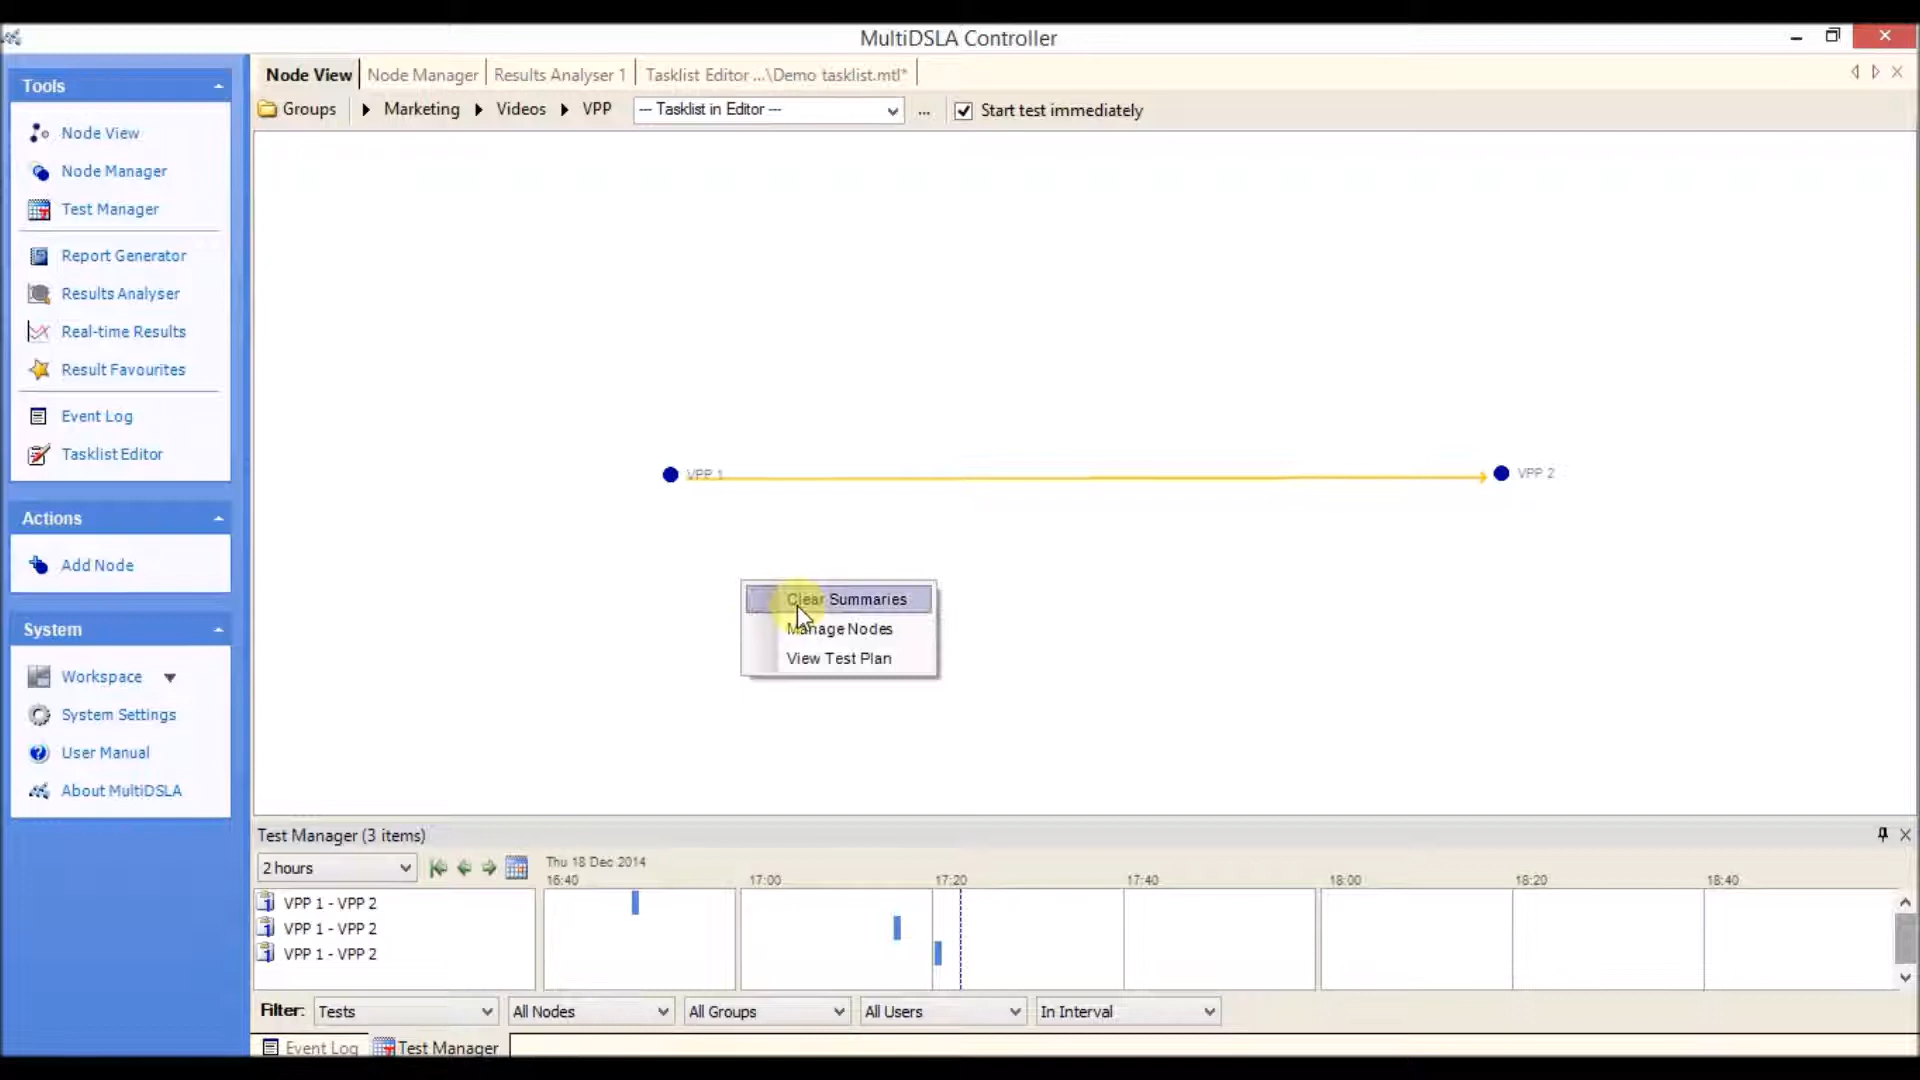 MultiDSLA Controller
Tools
Node View
Node Manager
Test Manager
Report Generator
Results Analyser
Real-time Results
Result Favourites
Event Log
Tasklist Editor
Actions
Add Node
System
Workspace
System Settings
User Manual
About MultiDSLA
Node View Node Manager Results Analyser 1 Tasklist Editor ...\Demo tasklist.mtl*
Groups Marketing Videos VPP --- Tasklist in Editor --- ... Start test immediately
VPP 1
VPP 2
Clear Summaries
Manage Nodes
View Test Plan
Test Manager (3 items)
2 hours
Thu 18 Dec 2014
16:40 17:00 17:20 17:40 18:00 18:20 18:40
VPP 1 - VPP 2
VPP 1 - VPP 2
VPP 1 - VPP 2
Filter: Tests All Nodes All Groups All Users In Interval
Event Log Test Manager